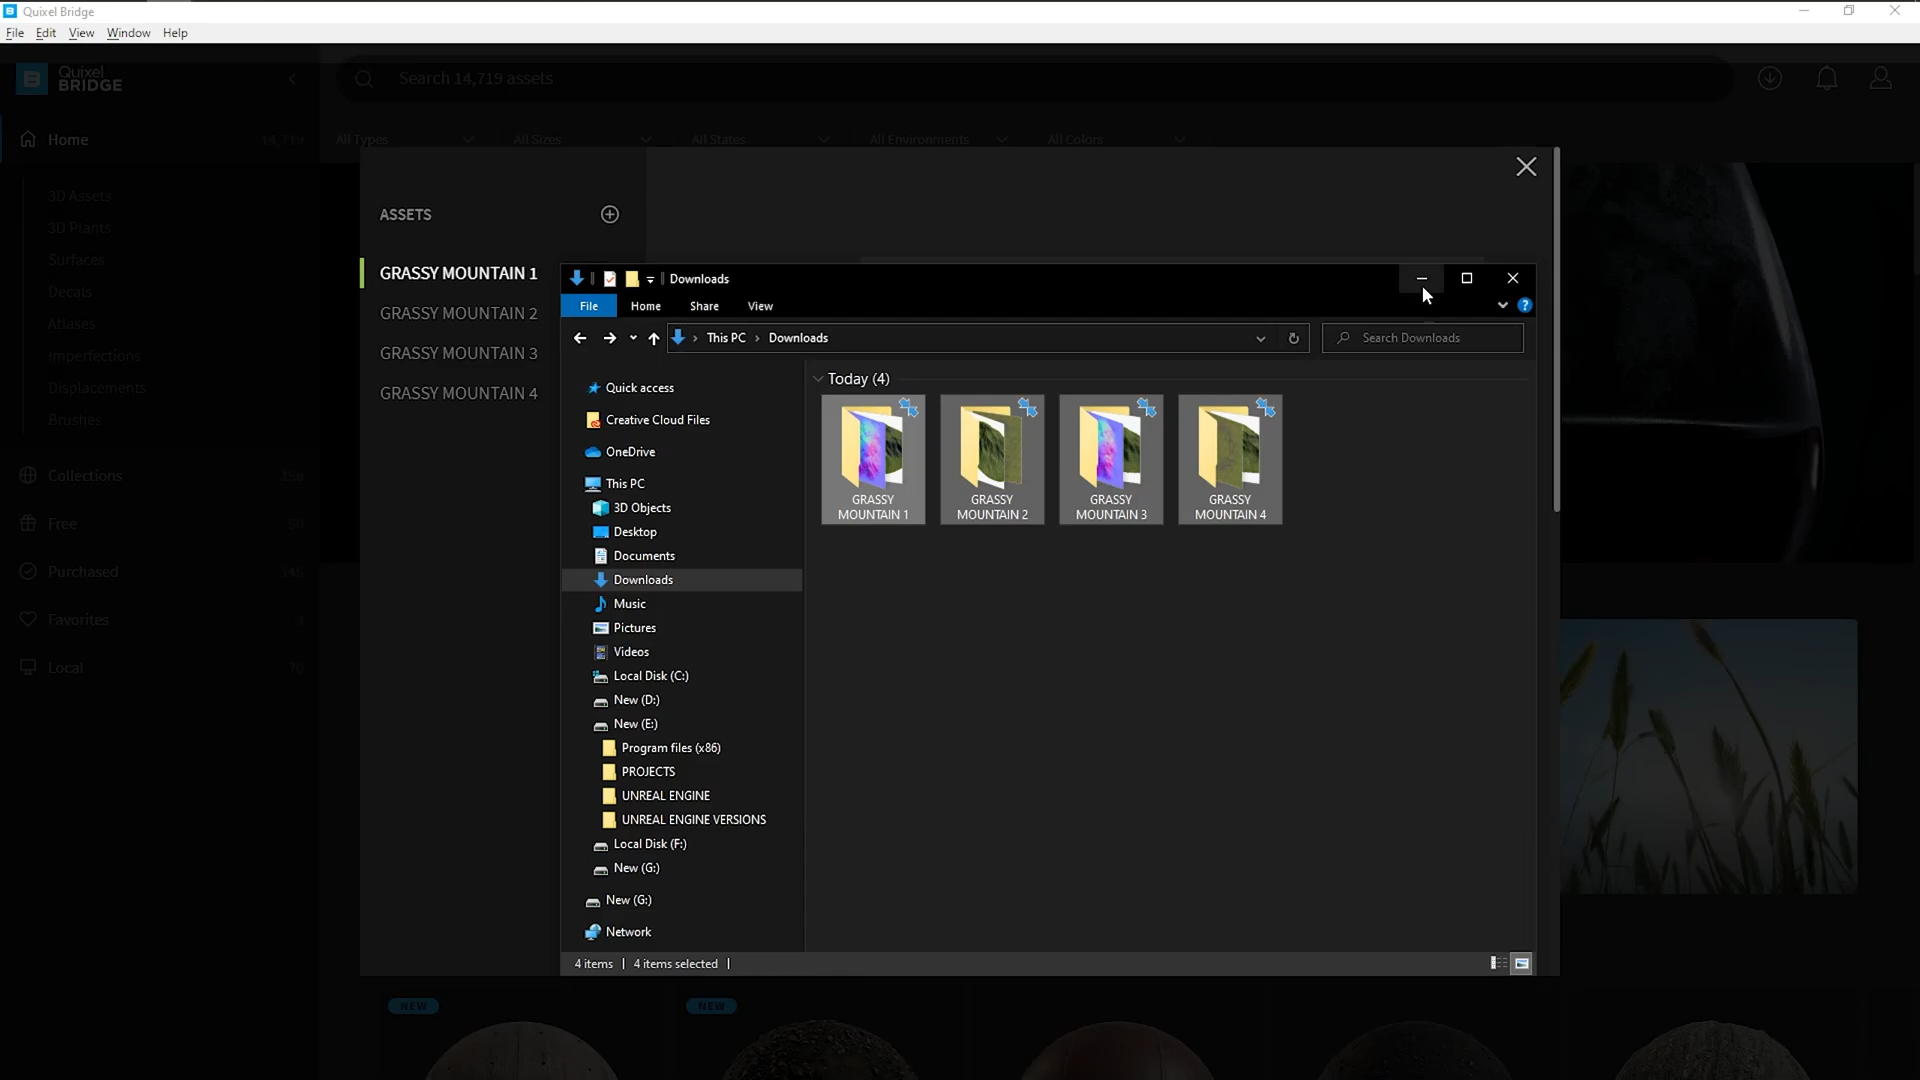 Quixel Bridge
File Edit View Window Help
Quixel
BRIDGE
Search 14,719 assets
Home 14,719
All Types All Sizes All States All Environments All Colors
3D Assets
3D Plants
Surfaces
Decals
Atlases
Imperfections
Displacements
Brushes
Collections
Free 50
Purchased 145
Favorites 3
Local 70
ASSETS
GRASSY MOUNTAIN 1
GRASSY MOUNTAIN 2
GRASSY MOUNTAIN 3
GRASSY MOUNTAIN 4
Downloads
File Home Share View
This PC Downloads
Search Downloads
Quick access
Creative Cloud Files
OneDrive
This PC
3D Objects
Desktop
Documents
Downloads
Music
Pictures
Videos
Local Disk (C:)
New (D:)
New (E:)
Program files (x86)
PROJECTS
UNREAL ENGINE
UNREAL ENGINE VERSIONS
Local Disk (F:)
New (G:)
New (G:)
Network
Today (4)
GRASSY
MOUNTAIN 1
GRASSY
MOUNTAIN 2
GRASSY
MOUNTAIN 3
GRASSY
MOUNTAIN 4
4 items 4 items selected
NEW
NEW